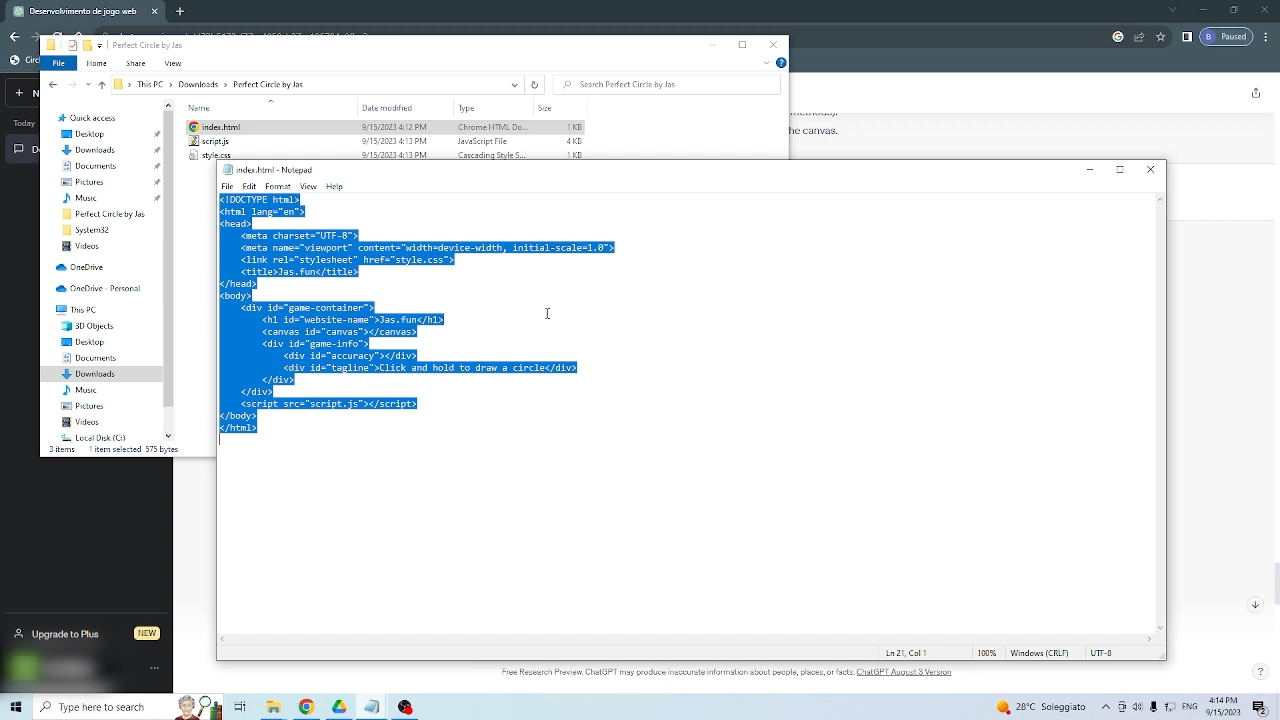 Desenvolvimento de
Perfect Circle by Jas
B Paused
File Home Share View
This PC > Downloads > Perfect Circle by Jas
Search Perfect Circle by Jas
Name Date modified Type Size
Today
Quick access
Desktop
Downloads
Documents
Pictures
Music
Perfect Circle by Jas
System32
Videos
OneDrive
OneDrive - Personal
This PC
3D Objects
Desktop
Documents
Downloads
Music
Pictures
Videos
Local Disk (C:)
3 items 1 item selected 575 bytes
index.html 9/15/2023 4:12 PM Chrome HTML Do... 1 KB
script.js 9/15/2023 4:13 PM JavaScript File 4 KB
style.css 9/15/2023 4:13 PM Cascading Style S... 1 KB
he canvas.
index.html - Notepad
File Edit Format View Help
<!DOCTYPE html>
<html lang="en">
<head>
    <meta charset="UTF-8">
    <meta name="viewport" content="width=device-width, initial-scale=1.0">
    <link rel="stylesheet" href="style.css">
    <title>Jas.fun</title>
</head>
<body>
    <div id="game-container">
        <h1 id="website-name">Jas.fun</h1>
        <canvas id="canvas"></canvas>
        <div id="game-info">
            <div id="accuracy"></div>
            <div id="tagline">Click and hold to draw a circle</div>
        </div>
    </div>
    <script src="script.js"></script>
</body>
</html>
Ln 21, Col 1 100% Windows (CRLF) UTF-8
Upgrade to Plus NEW
Free Research Preview. ChatGPT may produce inaccurate information about people, places, or facts. ChatGPT August 3 Version
?
Type here to search
28°C Soleggiato
ENG
4:14 PM
9/15/2023